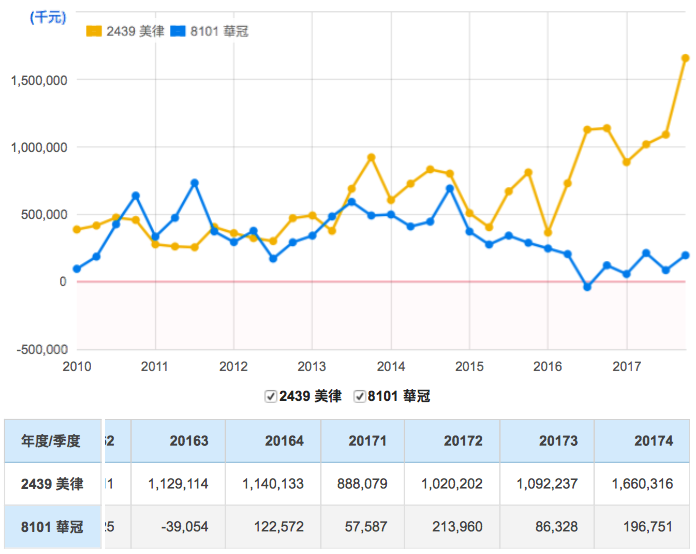 (千元)
2439 美律 8101 華冠
1,500,000
1,000,000
500,000
0
-500,000
2010 2011 2012 2013 2014 2015 2016 2017
2439 美律 8101 華冠
年度/季度 20163 20164 20171 20172 20173 20174
2439 美律 1,129,114 1,140,133 888,079 1,020,202 1,092,237 1,660,316
8101 華冠 -39,054 122,572 57,587 213,960 86,328 196,751